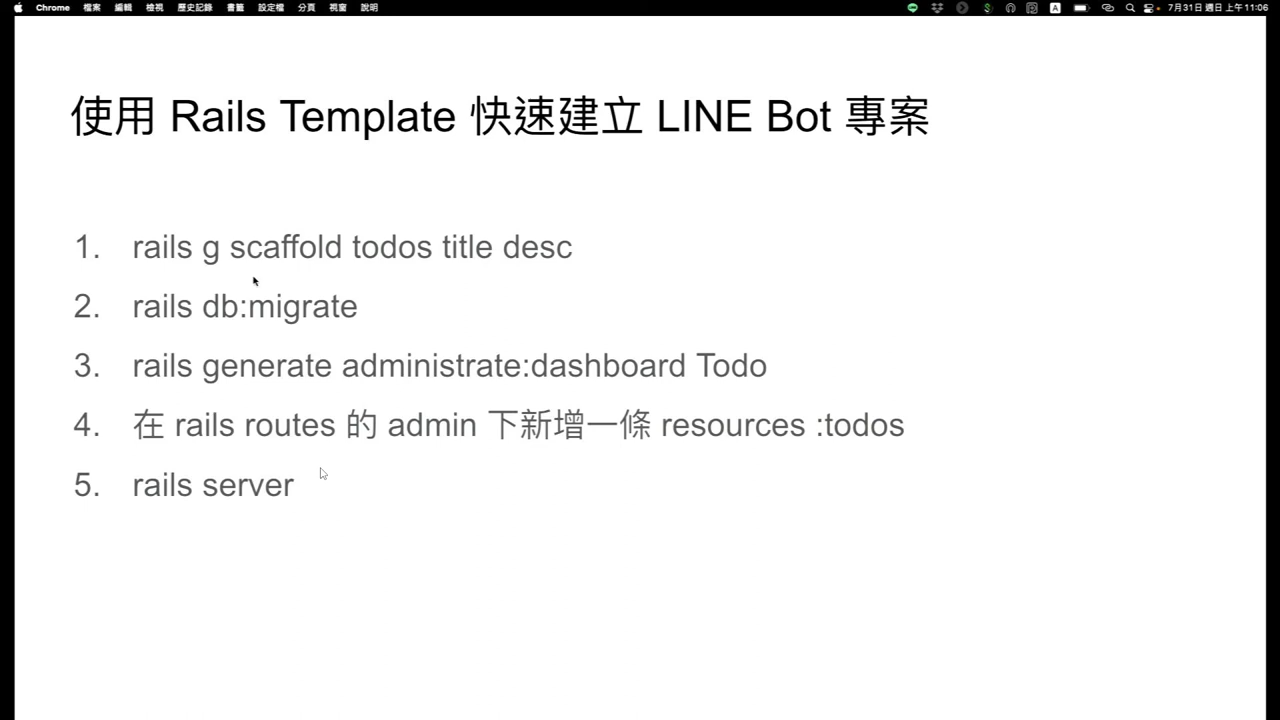 Chrome 檔案 編輯 檢視 歷史記錄 書籤 設定檔 分頁 視窗 說明 A 7月31日 週日 上午11:06
使用 Rails Template 快速建立 LINE Bot 專案
1. rails g scaffold todos title desc
2. rails db:migrate
3. rails generate administrate:dashboard Todo
4. 在 rails routes 的 admin 下新增一條 resources :todos
5. rails server